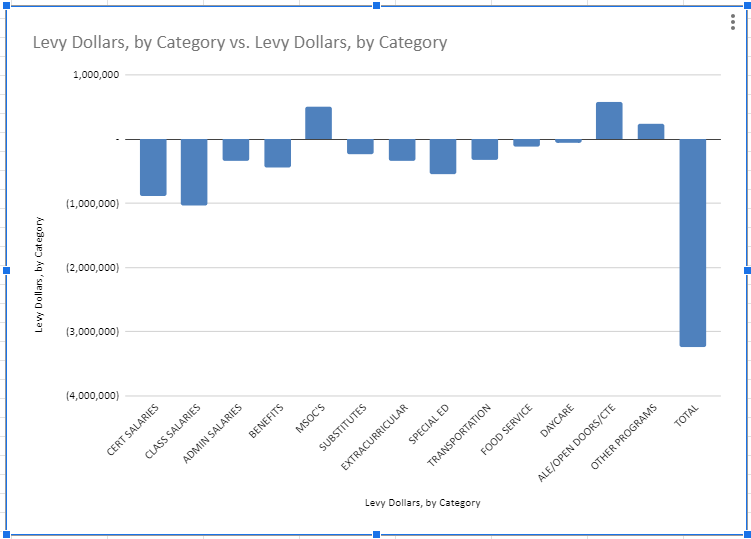 Levy Dollars, by Category vs. Levy Dollars, by Category
1,000,000
-
(1,000,000)
(2,000,000)
(3,000,000)
(4,000,000)
Levy Dollars, by Category
CERT SALARIES
CLASS SALARIES
ADMIN SALARIES
BENEFITS
MSOC'S
SUBSTITUTES
EXTRACURRICULAR
SPECIAL ED
TRANSPORTATION
FOOD SERVICE
DAYCARE
ALE/OPEN DOORS/CTE
OTHER PROGRAMS
TOTAL
Levy Dollars, by Category